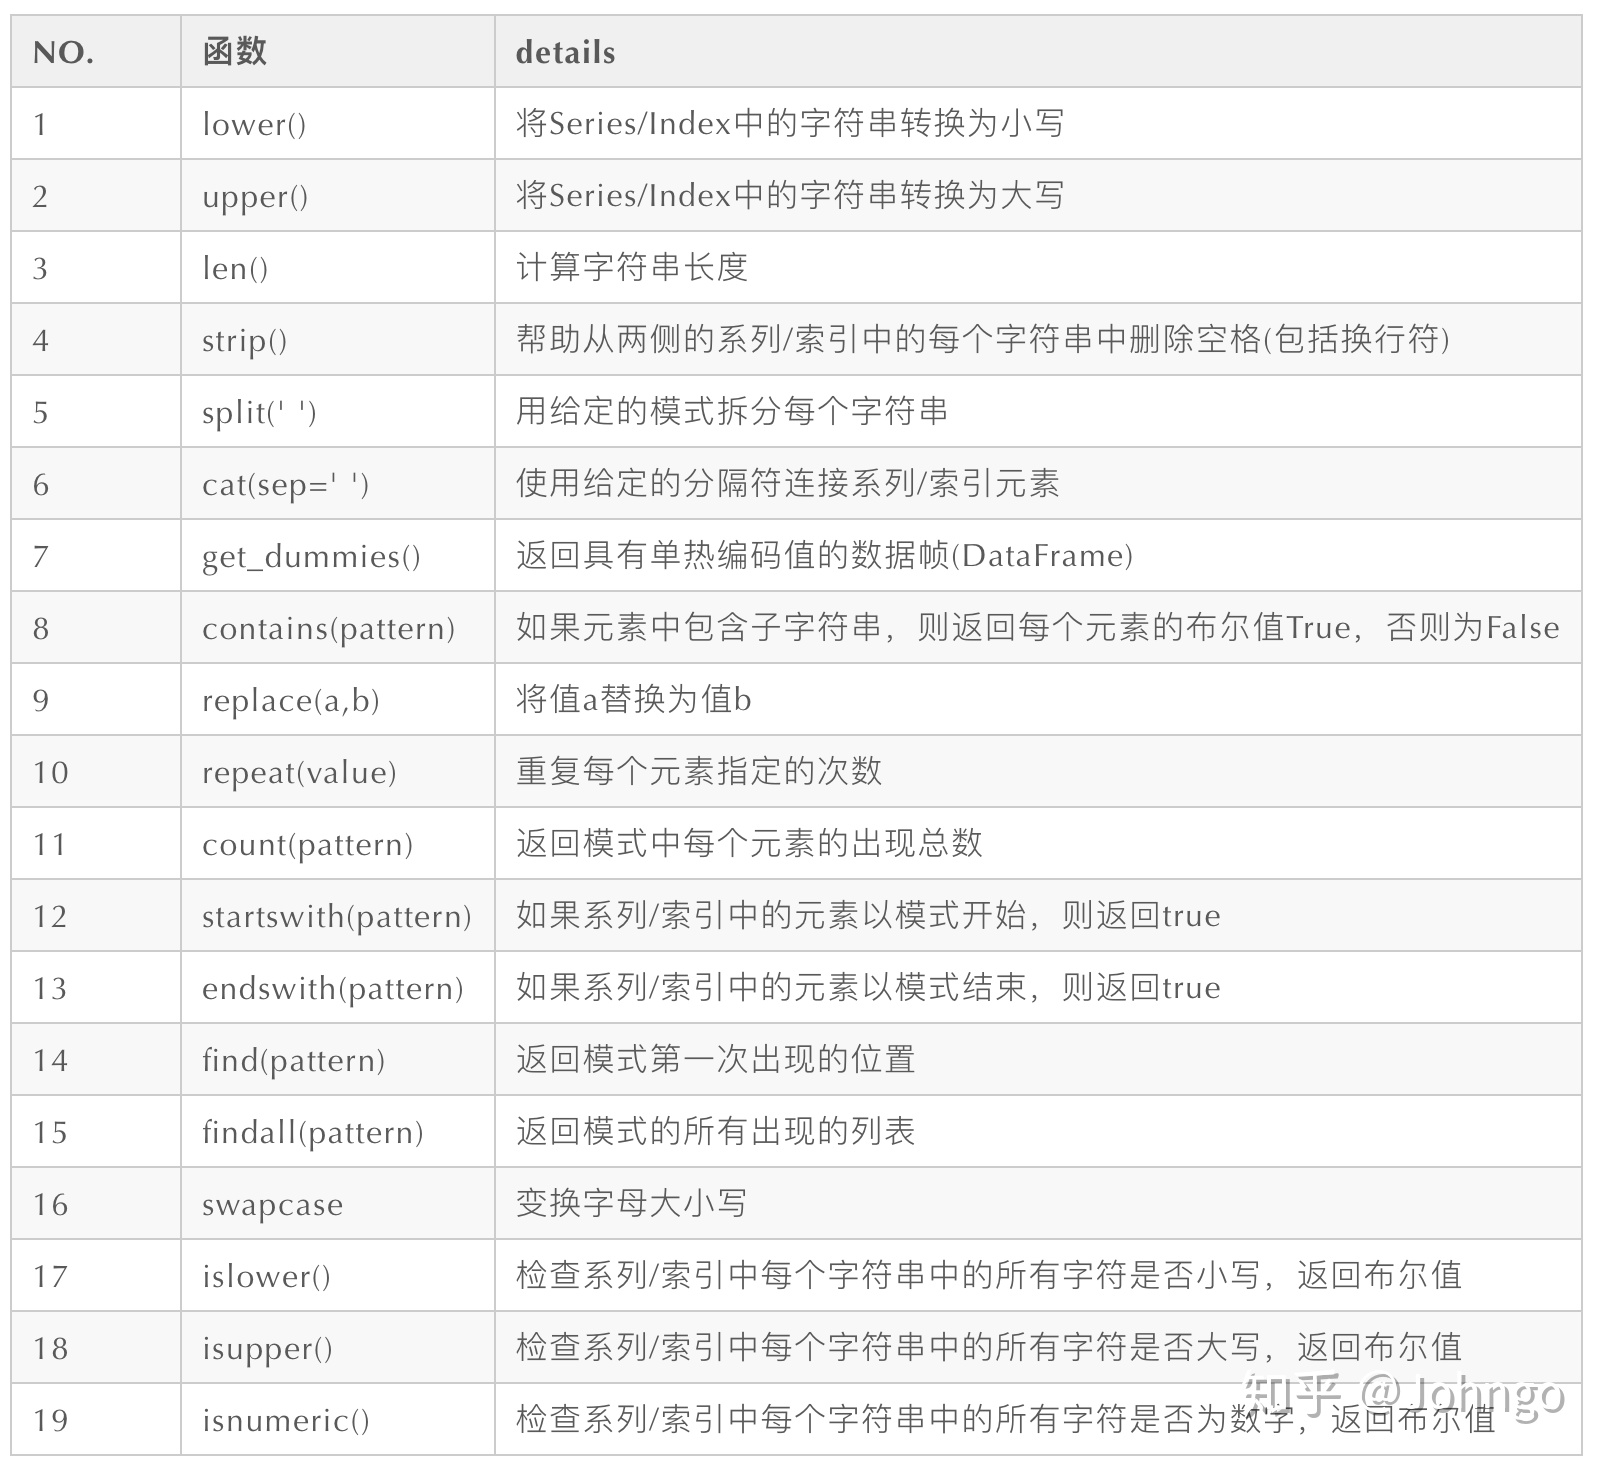 NO. 函数 details
1 lower() 将Series/Index中的字符串转换为小写
2 upper() 将Series/Index中的字符串转换为大写
3 len() 计算字符串长度
4 strip() 帮助从两侧的系列/索引中的每个字符串中删除空格(包括换行符)
5 split(' ') 用给定的模式拆分每个字符串
6 cat(sep=' ') 使用给定的分隔符连接系列/索引元素
7 get_dummies() 返回具有单热编码值的数据帧(DataFrame)
8 contains(pattern) 如果元素中包含子字符串，则返回每个元素的布尔值True，否则为False
9 replace(a,b) 将值a替换为值b
10 repeat(value) 重复每个元素指定的次数
11 count(pattern) 返回模式中每个元素的出现总数
12 startswith(pattern) 如果系列/索引中的元素以模式开始，则返回true
13 endswith(pattern) 如果系列/索引中的元素以模式结束，则返回true
14 find(pattern) 返回模式第一次出现的位置
15 findall(pattern) 返回模式的所有出现的列表
16 swapcase 变换字母大小写
17 islower() 检查系列/索引中每个字符串中的所有字符是否小写，返回布尔值
18 isupper() 检查系列/索引中每个字符串中的所有字符是否大写，返回布尔值
19 isnumeric() 检查系列/索引中每个字符串中的所有字符是否为数字，返回布尔值
知乎 @Johngo